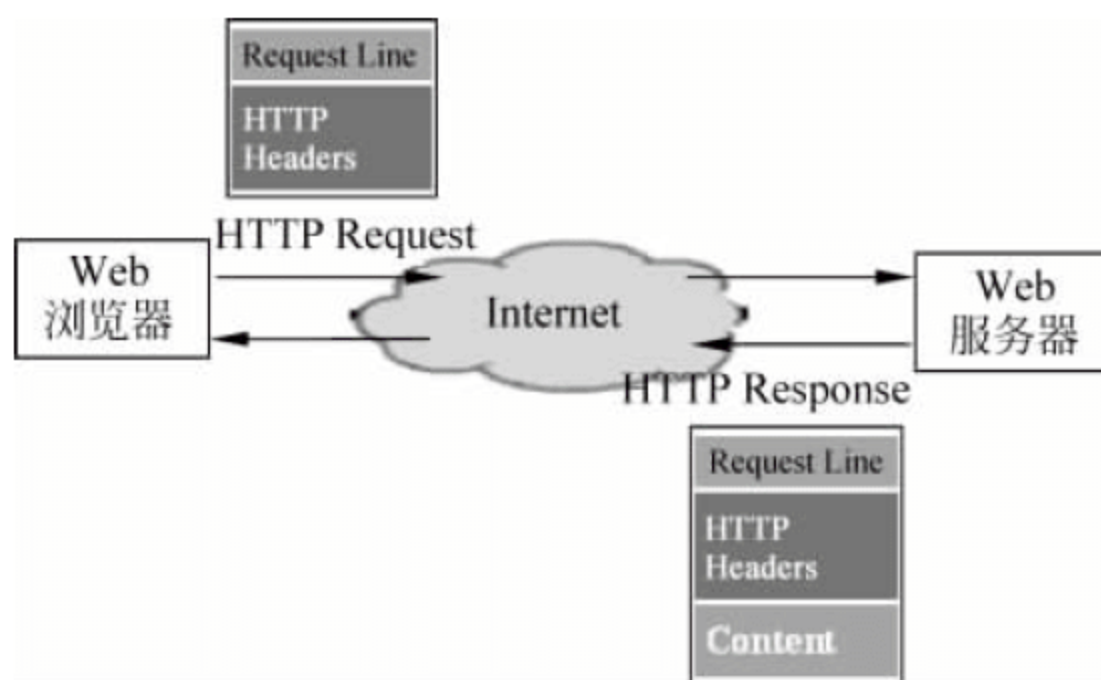 Request Line
HTTP
Headers
HTTP Request
Web
浏览器
Internet
Web
服务器
HTTP Response
Request Line
HTTP
Headers
Content